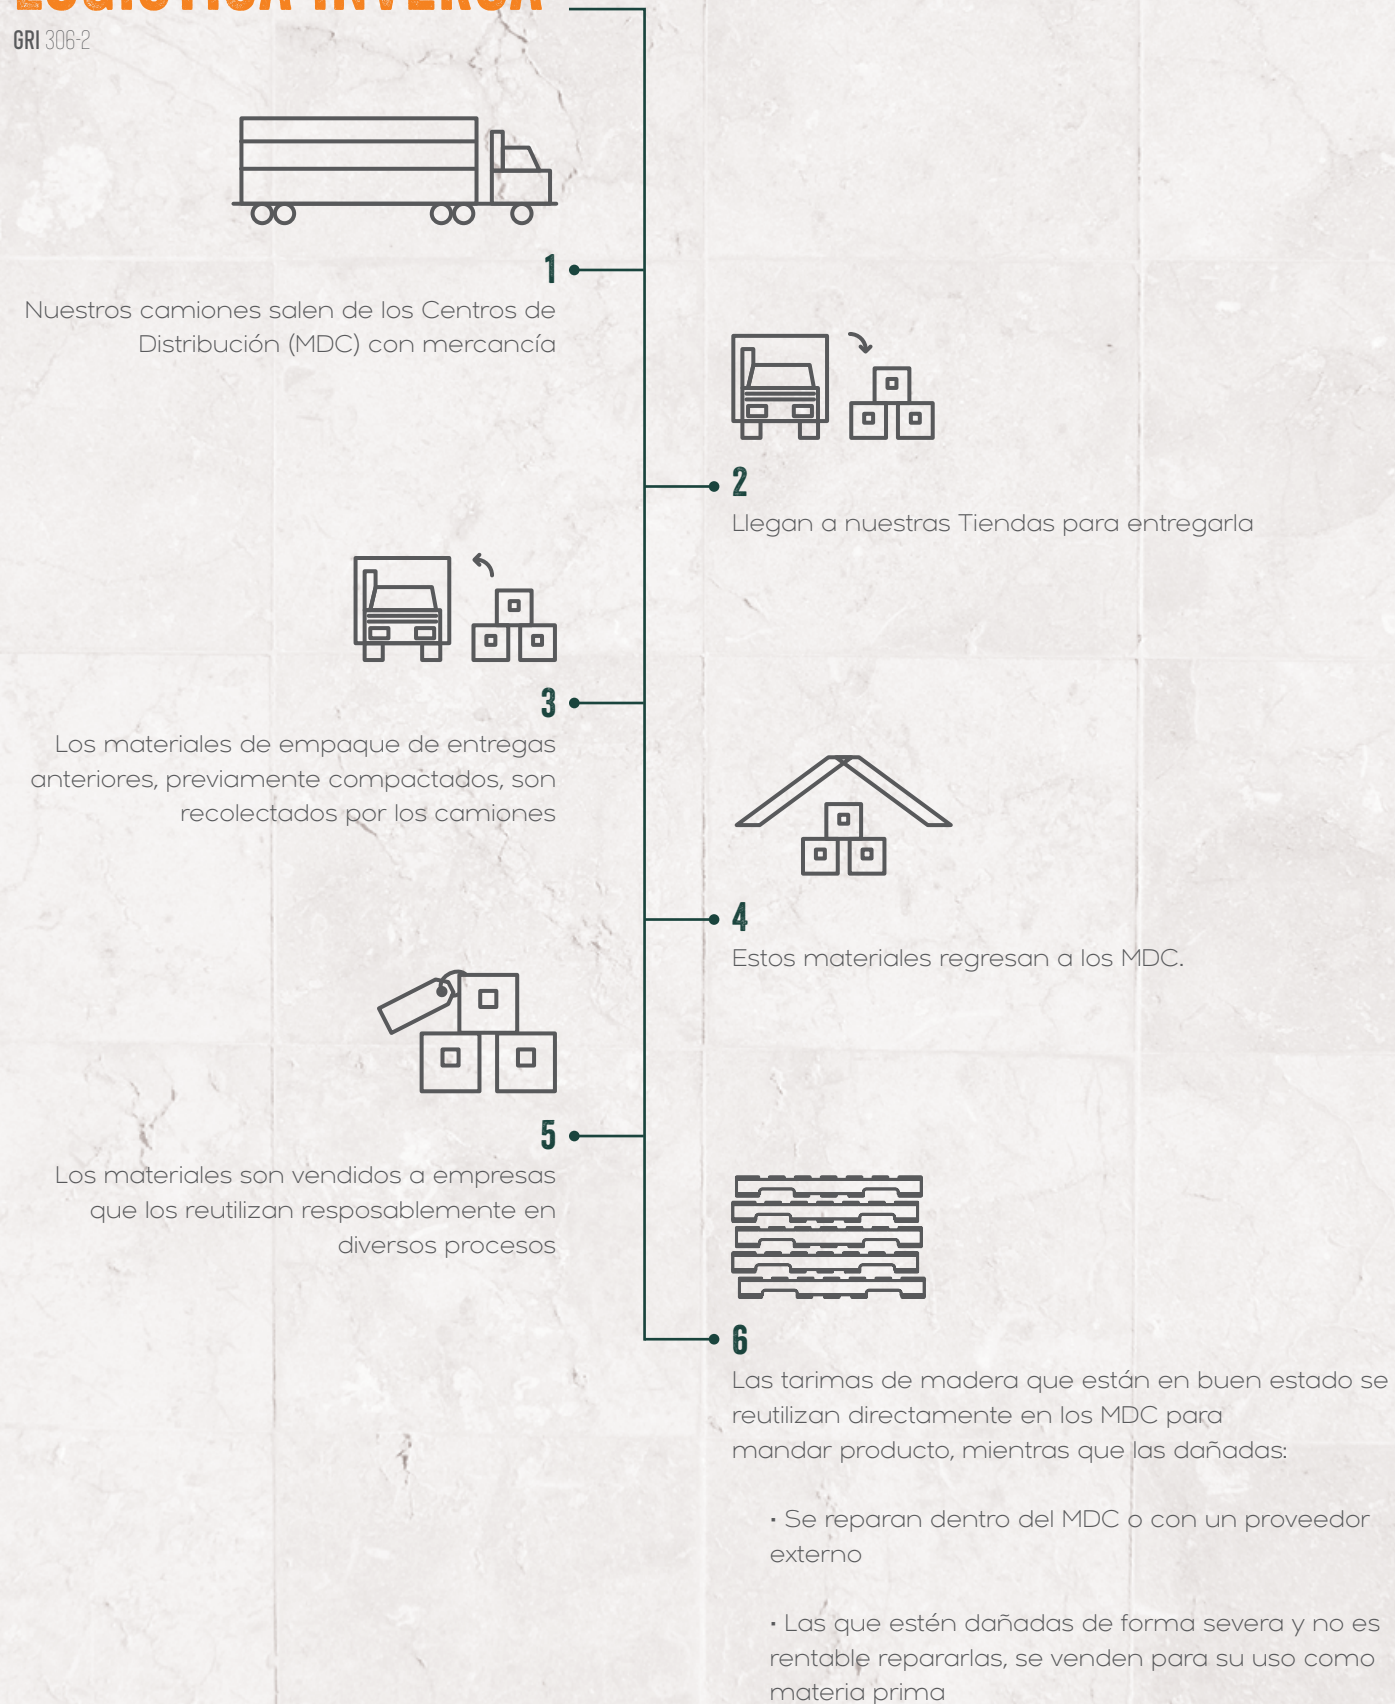 LOGÍSTICA INVERSA
GRI 306-2
1
Nuestros camiones salen de los Centros de
Distribución (MDC) con mercancía
2
Llegan a nuestras Tiendas para entregarla
3
Los materiales de empaque de entregas
anteriores, previamente compactados, son
recolectados por los camiones
4
Estos materiales regresan a los MDC.
5
Los materiales son vendidos a empresas
que los reutilizan resposablemente en
diversos procesos
6
Las tarimas de madera que están en buen estado se
reutilizan directamente en los MDC para
mandar producto, mientras que las dañadas:
• Se reparan dentro del MDC o con un proveedor
externo
• Las que estén dañadas de forma severa y no es
rentable repararlas, se venden para su uso como
materia prima